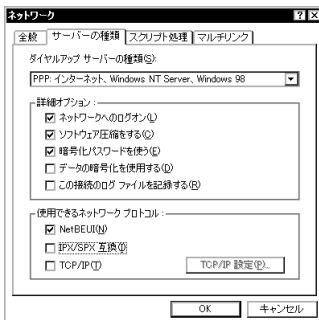 ネットワーク
全般 サーバーの種類 スクリプト処理 マルチリンク
ダイヤルアップ サーバーの種類(S):
PPP: インターネット、Windows NT Server、Windows 98
詳細オプション:
ネットワークへのログオン(L)
ソフトウェア圧縮をする(C)
暗号化パスワードを使う(E)
データの暗号化を使用する(D)
この接続のログ ファイルを記録する(R)
使用できるネットワーク プロトコル:
NetBEUI(N)
IPX/SPX 互換(I)
TCP/IP(T) TCP/IP 設定(P)...
OK キャンセル